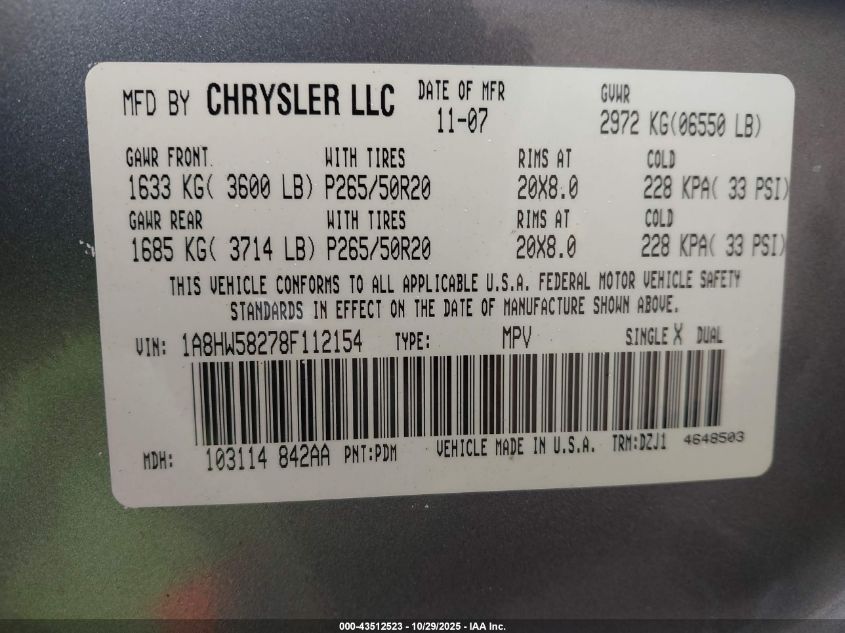 MFD BY CHRYSLER LLC DATE OF MFR GVWR
11-07 2972 KG(06550 LB)
GAWR FRONT WITH TIRES RIMS AT COLD
1633 KG( 3600 LB) P265/50R20 20X8.0 228 KPA( 33 PSI)
GAWR REAR WITH TIRES RIMS AT COLD
1685 KG( 3714 LB) P265/50R20 20X8.0 228 KPA( 33 PSI)
THIS VEHICLE CONFORMS TO ALL APPLICABLE U.S.A. FEDERAL MOTOR VEHICLE SAFETY
STANDARDS IN EFFECT ON THE DATE OF MANUFACTURE SHOWN ABOVE.
VIN: 1A8HW58278F112154 TYPE: MPV SINGLE X DUAL
MDH: 103114 842AA PNT:PDM VEHICLE MADE IN U.S.A. TRM:DZJ1 4648503
000-43512523 - 10/29/2025 - IAA Inc.